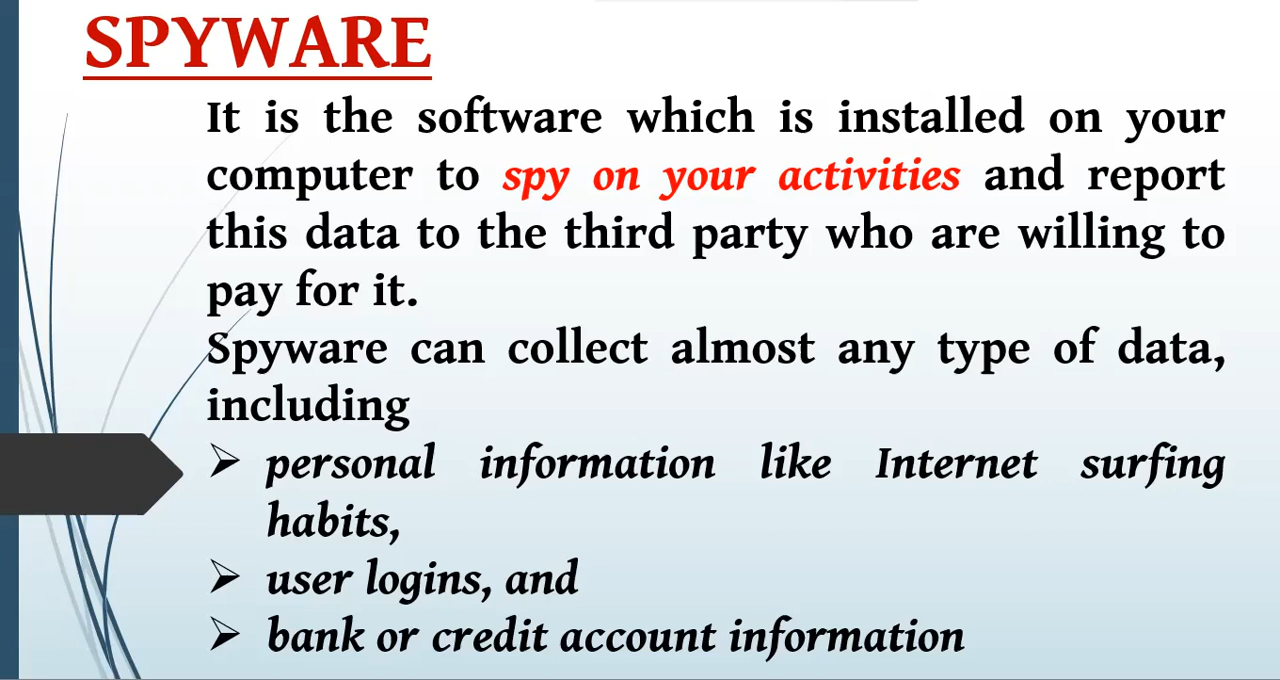 SPYWARE
It is the software which is installed on your
computer to spy on your activities and report
this data to the third party who are willing to
pay for it.
Spyware can collect almost any type of data,
including
➢ personal information like Internet surfing
habits,
➢ user logins, and
➢ bank or credit account information